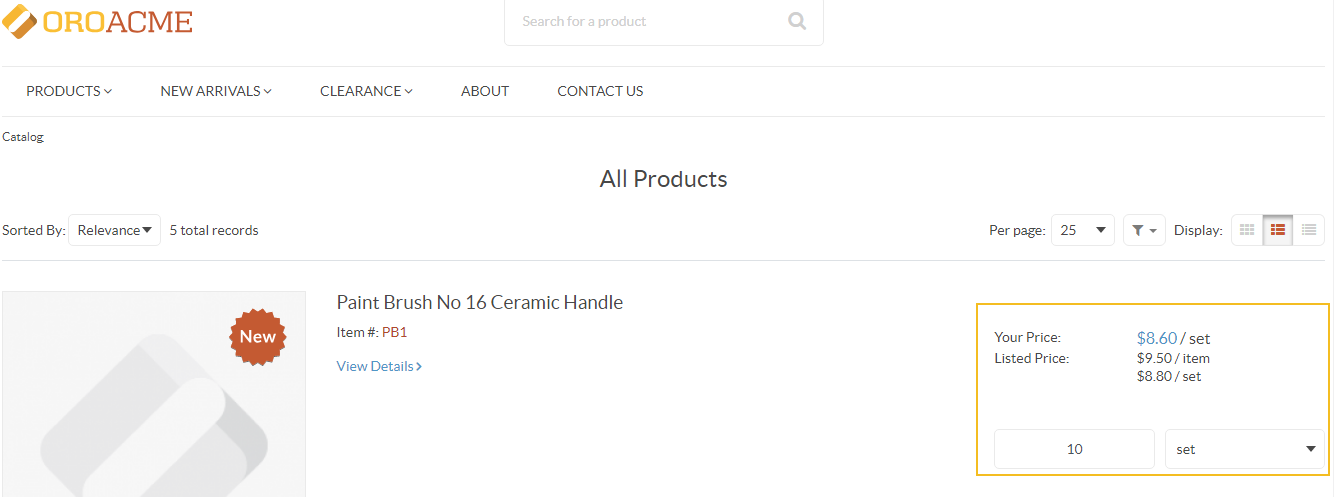 OROACME
Search for a product
PRODUCTS NEW ARRIVALS CLEARANCE ABOUT CONTACT US
Catalog
All Products
Sorted By: Relevance 5 total records Per page: 25 Display:
Paint Brush No 16 Ceramic Handle
New
Item #: PB1
View Details
Your Price: $8.60 / set
Listed Price: $9.50 / item
$8.80 / set
10 set